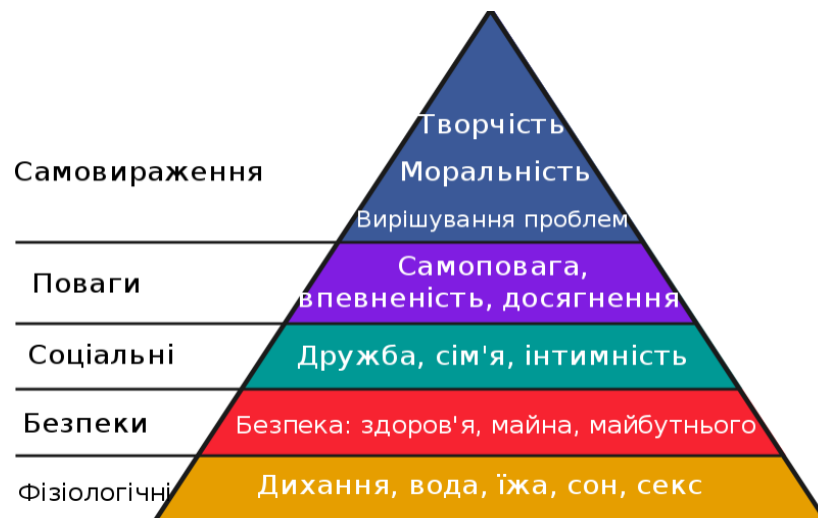 Творчість
Самовираження
Моральність
Вирішування проблем
Поваги
Самоповага,
впевненість, досягнення
Соціальні
Дружба, сім'я, інтимність
Безпеки
Безпека: здоров'я, майна, майбутнього
Фізіологічні
Дихання, вода, їжа, сон, секс